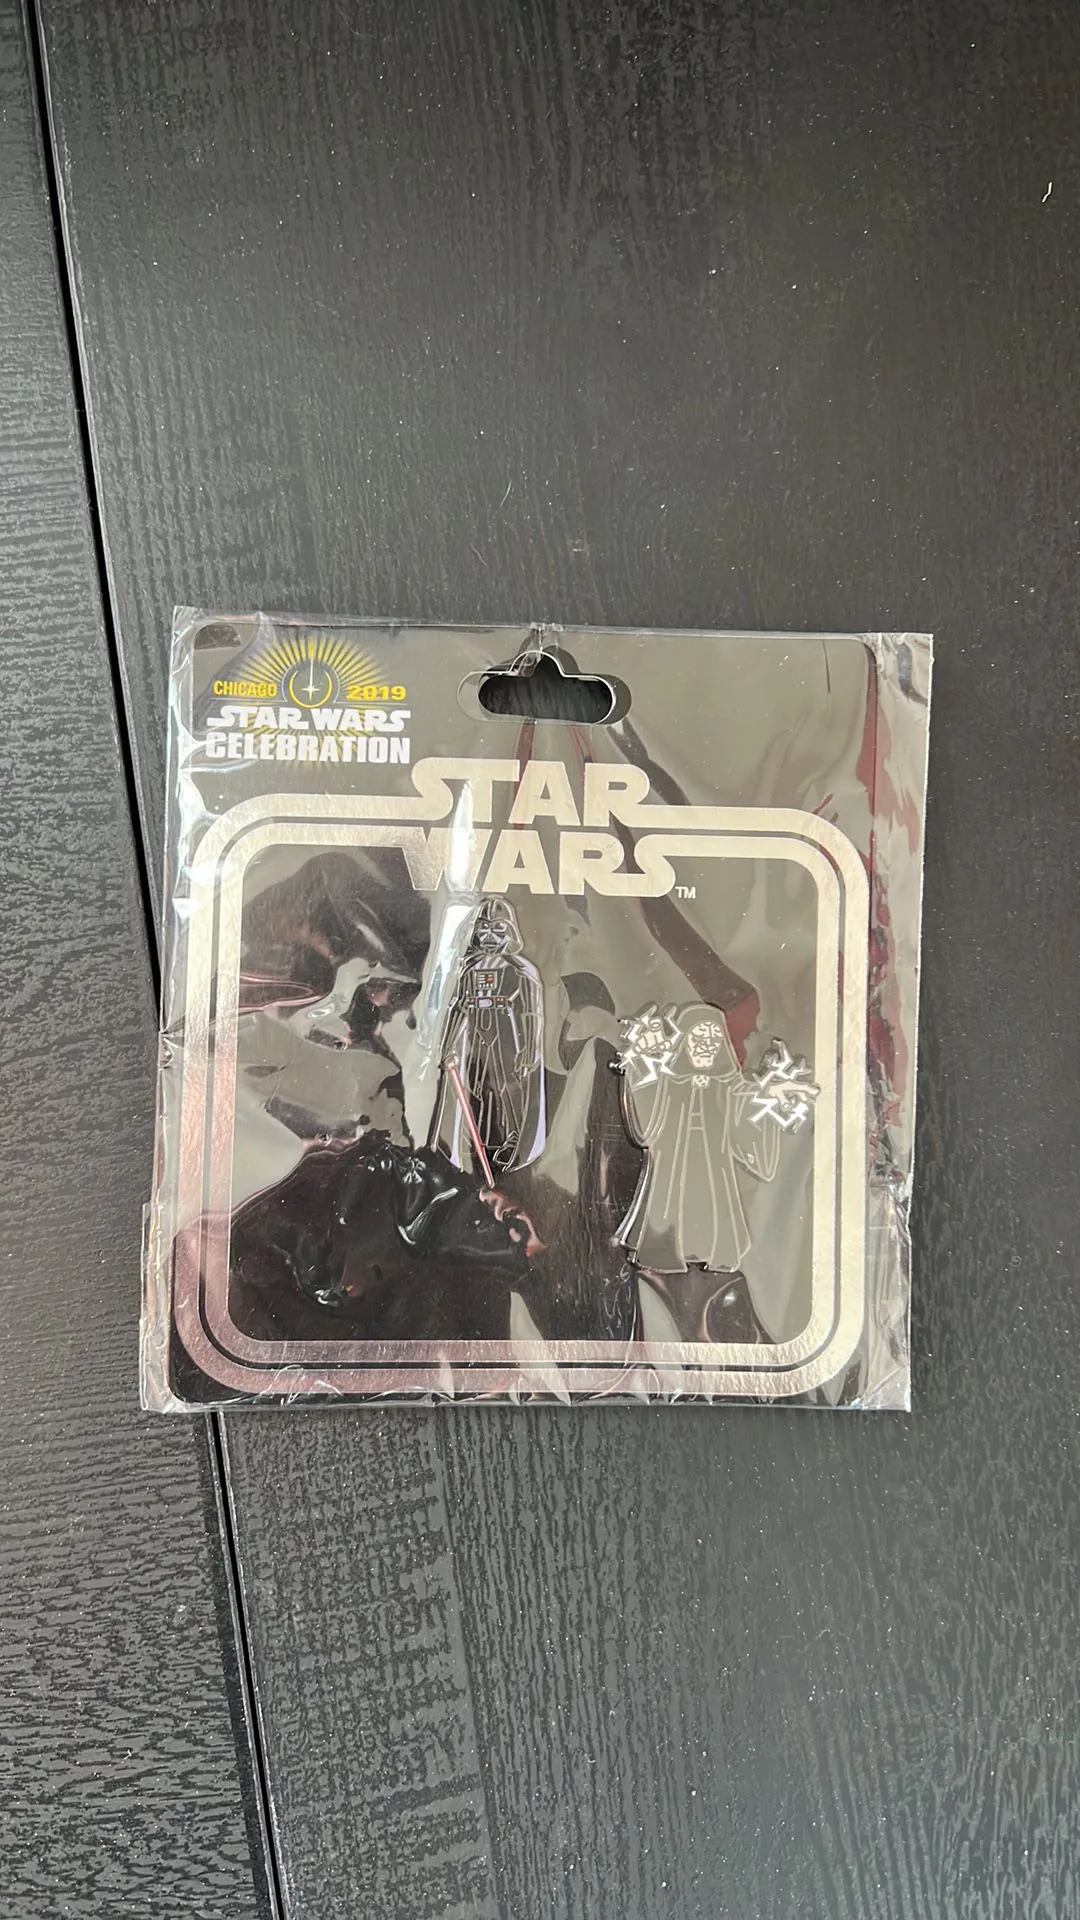 CHICAGO 2019
STAR WARS
CELEBRATION
STAR
WARS
TM